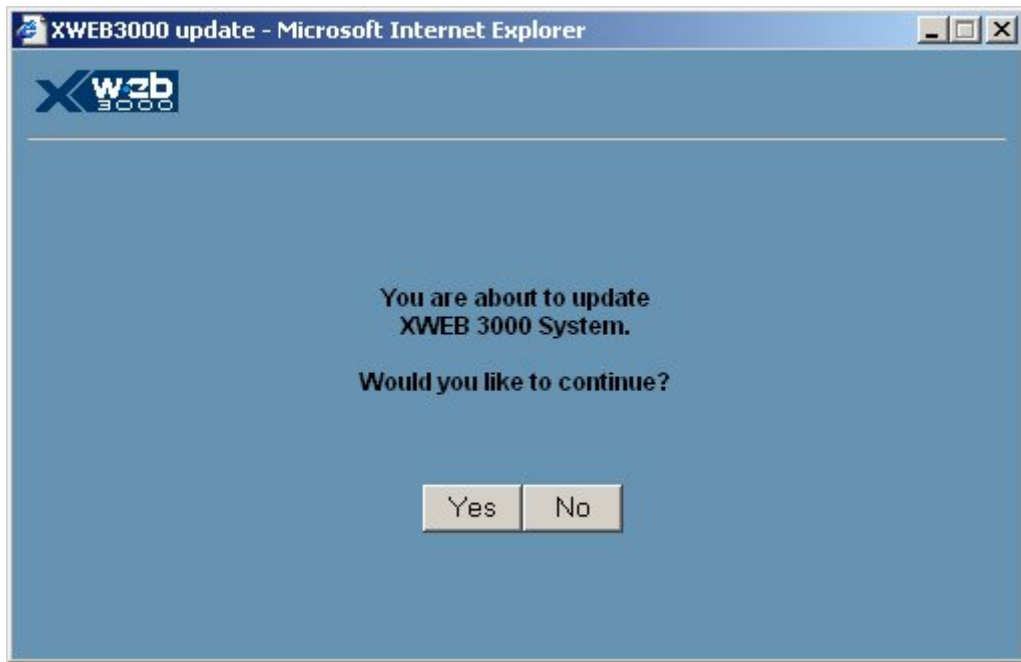 XWEB3000 update - Microsoft Internet Explorer
Xweb
3000
You are about to update
XWEB 3000 System.
Would you like to continue?
Yes No